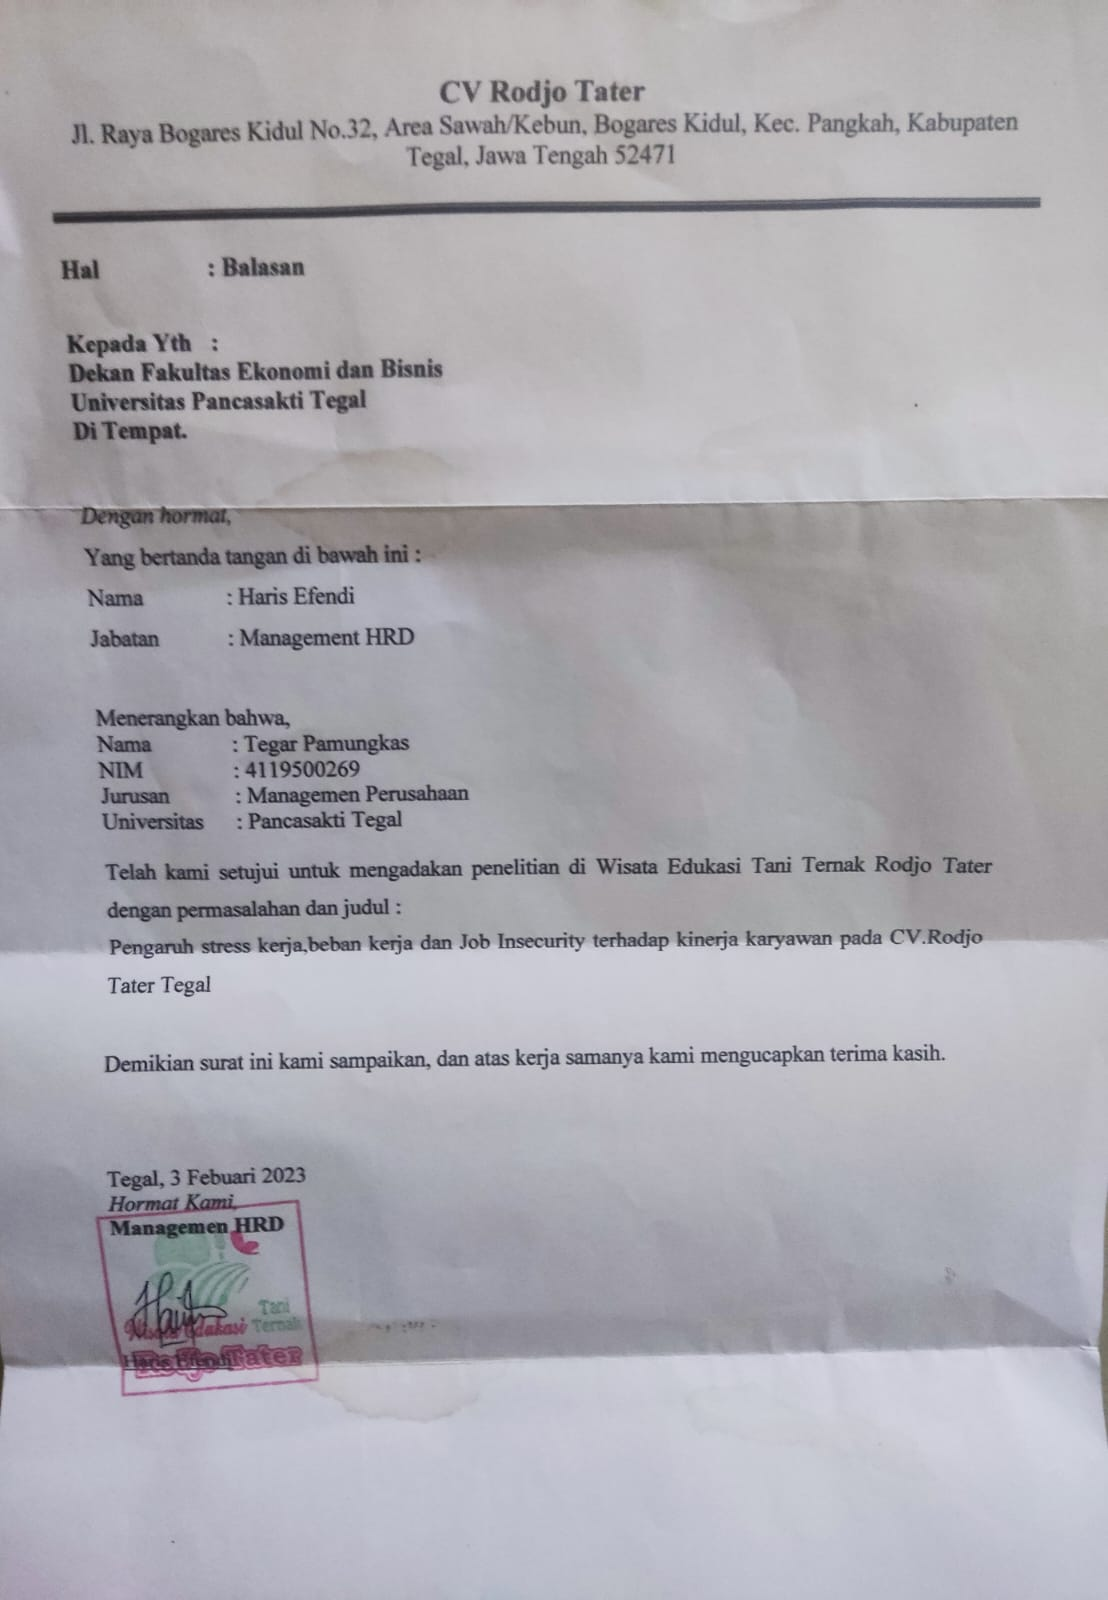 CV Rodjo Tater
Jl. Raya Bogares Kidul No.32, Area Sawah/Kebun, Bogares Kidul, Kec. Pangkah, Kabupaten
Tegal, Jawa Tengah 52471
Hal : Balasan
Kepada Yth :
Dekan Fakultas Ekonomi dan Bisnis
Universitas Pancasakti Tegal
Di Tempat.
Dengan hormat,
Yang bertanda tangan di bawah ini :
Nama : Haris Efendi
Jabatan : Management HRD
Menerangkan bahwa,
Nama : Tegar Pamungkas
NIM : 4119500269
Jurusan : Managemen Perusahaan
Universitas : Pancasakti Tegal
Telah kami setujui untuk mengadakan penelitian di Wisata Edukasi Tani Ternak Rodjo Tater
dengan permasalahan dan judul :
Pengaruh stress kerja,beban kerja dan Job Insecurity terhadap kinerja karyawan pada CV.Rodjo
Tater Tegal
Demikian surat ini kami sampaikan, dan atas kerja samanya kami mengucapkan terima kasih.
Tegal, 3 Febuari 2023
Hormat Kami,
Managemen HRD
Tani
Wisata Edukasi Ternak
Haris Efendi
Rodjo Tater